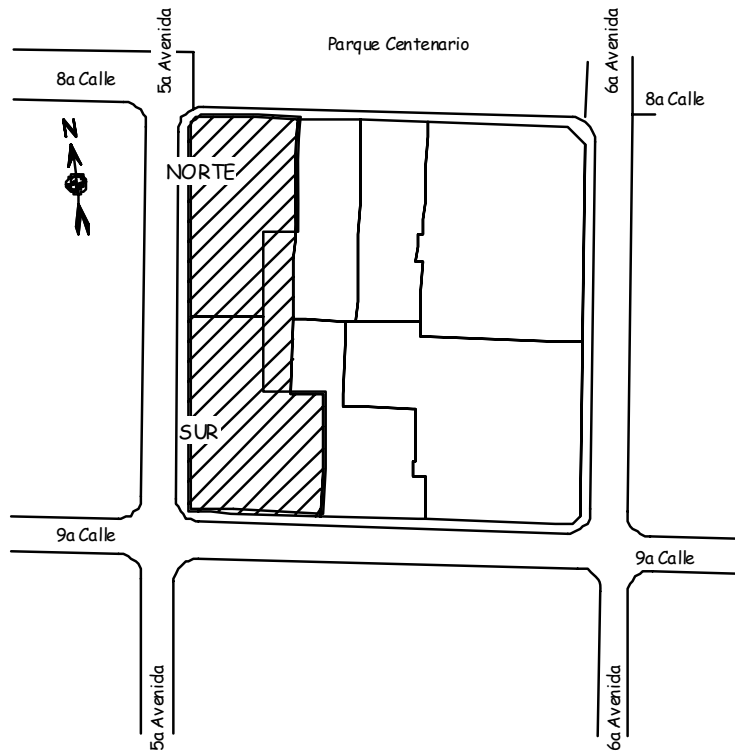 5a Avenida
Parque Centenario
6a Avenida
8a Calle
8a Calle
N
NORTE
SUR
9a Calle
9a Calle
5a Avenida
6a Avenida